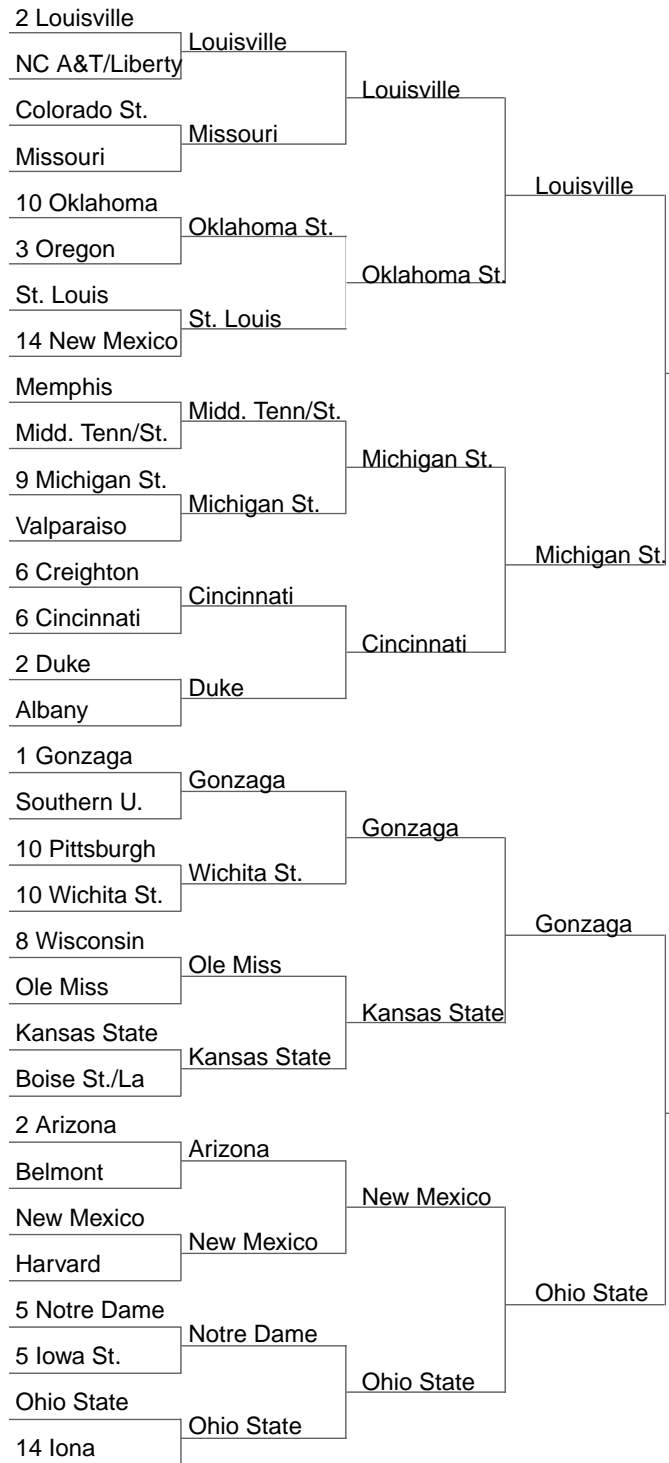 2 Louisville
NC A&T/Liberty
Colorado St.
Missouri
10 Oklahoma
3 Oregon
St. Louis
14 New Mexico
Memphis
Midd. Tenn/St.
9 Michigan St.
Valparaiso
6 Creighton
6 Cincinnati
2 Duke
Albany
1 Gonzaga
Southern U.
10 Pittsburgh
10 Wichita St.
8 Wisconsin
Ole Miss
Kansas State
Boise St./La
2 Arizona
Belmont
New Mexico
Harvard
5 Notre Dame
5 Iowa St.
Ohio State
14 Iona
Louisville
Missouri
Oklahoma St.
St. Louis
Midd. Tenn/St.
Michigan St.
Cincinnati
Duke
Gonzaga
Wichita St.
Ole Miss
Kansas State
Arizona
New Mexico
Notre Dame
Ohio State
Louisville
Oklahoma St.
Michigan St.
Cincinnati
Gonzaga
Kansas State
New Mexico
Ohio State
Louisville
Michigan St.
Gonzaga
Ohio State